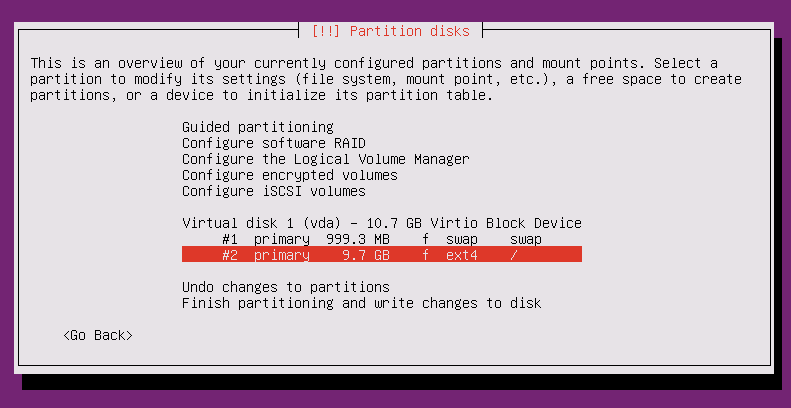 [!!] Partition disks
This is an overview of your currently configured partitions and mount points. Select a
partition to modify its settings (file system, mount point, etc.), a free space to create
partitions, or a device to initialize its partition table.
Guided partitioning
Configure software RAID
Configure the Logical Volume Manager
Configure encrypted volumes
Configure iSCSI volumes
Virtual disk 1 (vda) - 10.7 GB Virtio Block Device
#1 primary 999.3 MB f swap swap
#2 primary 9.7 GB f ext4 /
Undo changes to partitions
Finish partitioning and write changes to disk
<Go Back>